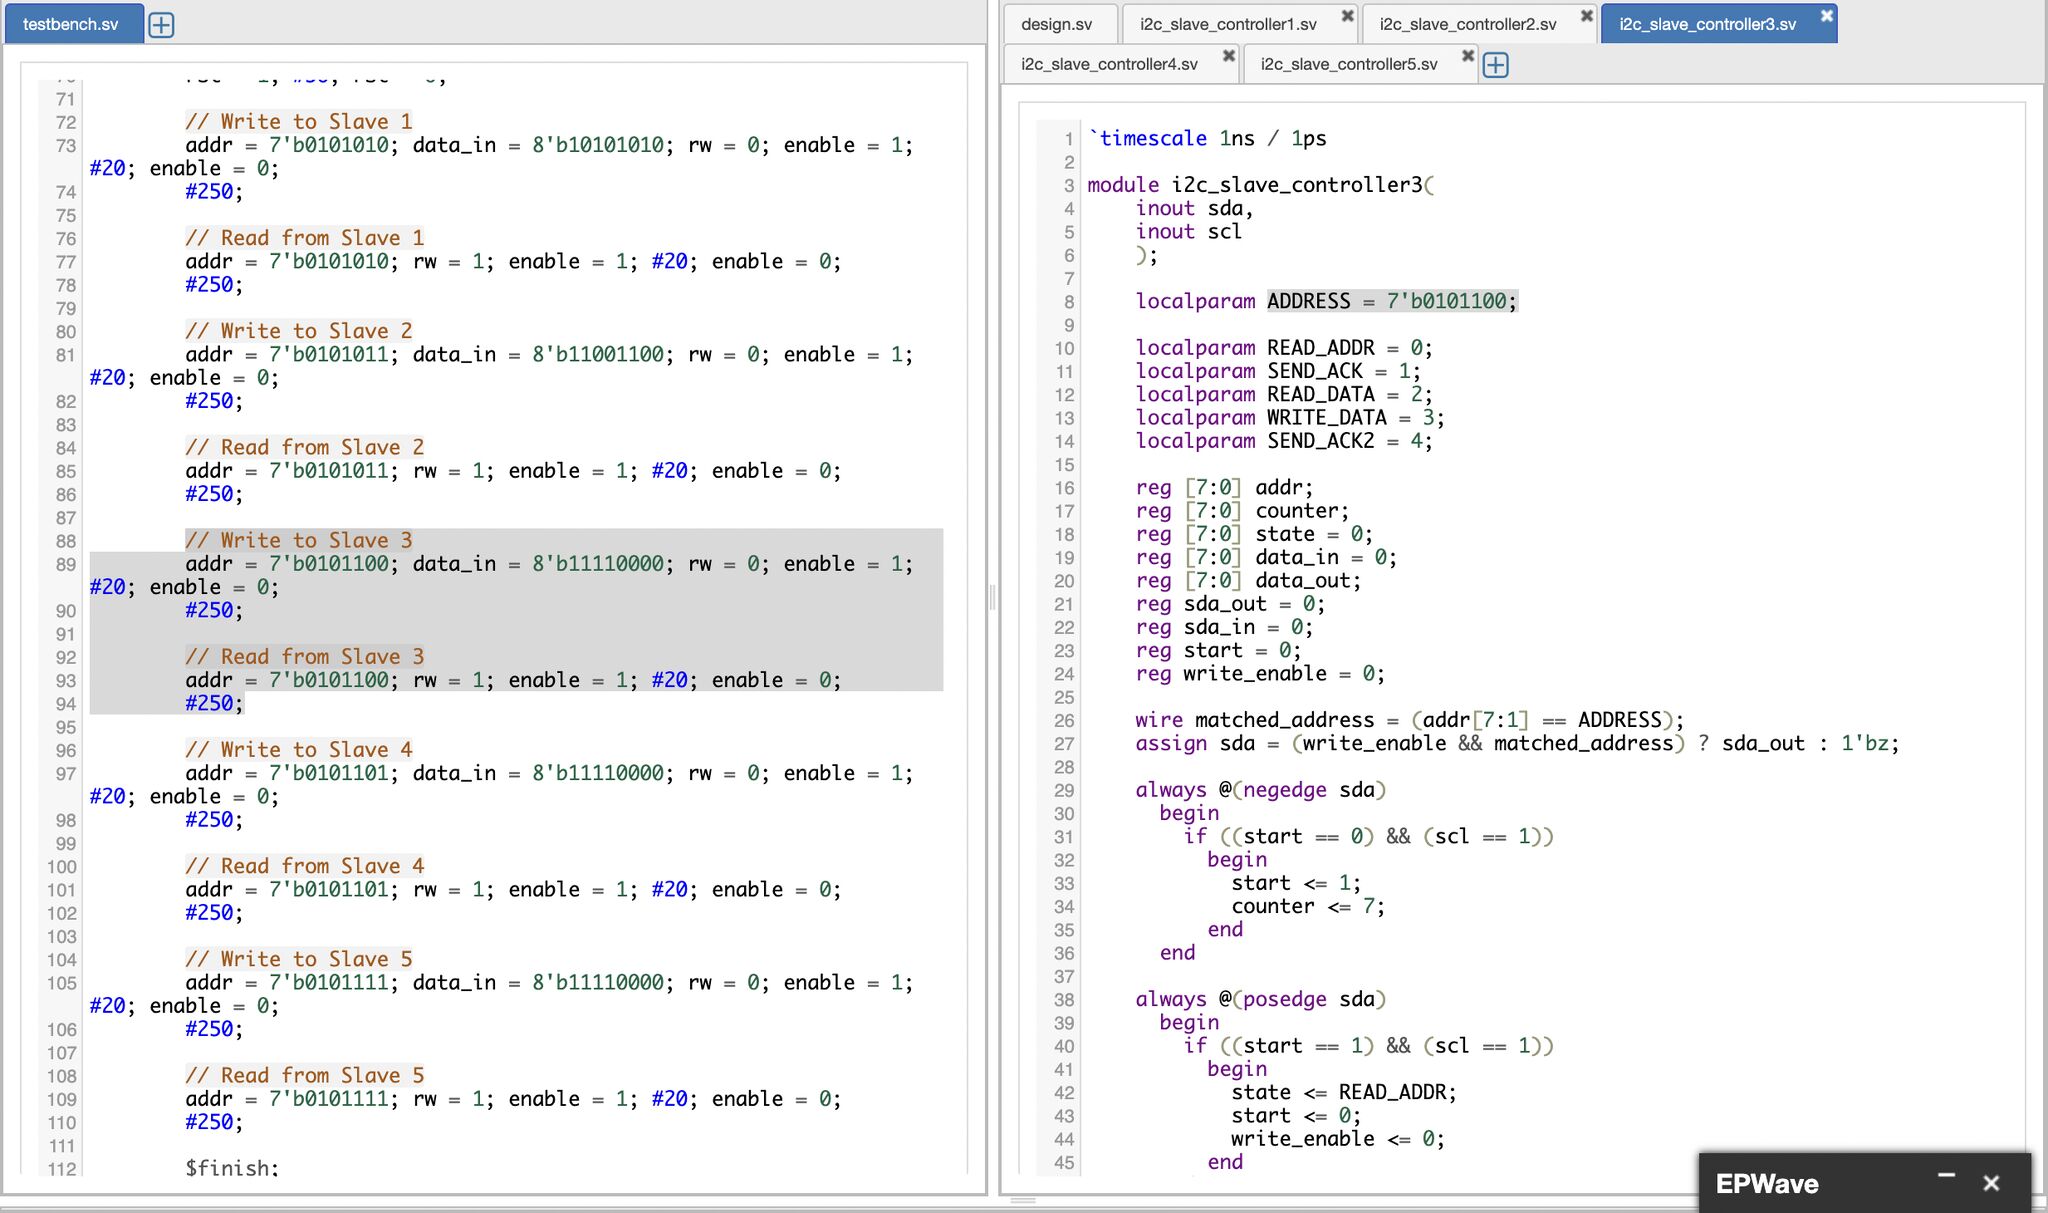 testbench.sv
71
72 // Write to Slave 1
73 addr = 7'b0101010; data_in = 8'b10101010; rw = 0; enable = 1;
#20; enable = 0;
74 #250;
75
76 // Read from Slave 1
77 addr = 7'b0101010; rw = 1; enable = 1; #20; enable = 0;
78 #250;
79
80 // Write to Slave 2
81 addr = 7'b0101011; data_in = 8'b11001100; rw = 0; enable = 1;
#20; enable = 0;
82 #250;
83
84 // Read from Slave 2
85 addr = 7'b0101011; rw = 1; enable = 1; #20; enable = 0;
86 #250;
87
88 // Write to Slave 3
89 addr = 7'b0101100; data_in = 8'b11110000; rw = 0; enable = 1;
#20; enable = 0;
90 #250;
91
92 // Read from Slave 3
93 addr = 7'b0101100; rw = 1; enable = 1; #20; enable = 0;
94 #250;
95
96 // Write to Slave 4
97 addr = 7'b0101101; data_in = 8'b11110000; rw = 0; enable = 1;
#20; enable = 0;
98 #250;
99
100 // Read from Slave 4
101 addr = 7'b0101101; rw = 1; enable = 1; #20; enable = 0;
102 #250;
103
104 // Write to Slave 5
105 addr = 7'b0101111; data_in = 8'b11110000; rw = 0; enable = 1;
#20; enable = 0;
106 #250;
107
108 // Read from Slave 5
109 addr = 7'b0101111; rw = 1; enable = 1; #20; enable = 0;
110 #250;
111
112 $finish;
design.sv i2c_slave_controller1.sv i2c_slave_controller2.sv i2c_slave_controller3.sv
i2c_slave_controller4.sv i2c_slave_controller5.sv
1 `timescale 1ns / 1ps
2
3 module i2c_slave_controller3(
4 inout sda,
5 inout scl
6 );
7
8 localparam ADDRESS = 7'b0101100;
9
10 localparam READ_ADDR = 0;
11 localparam SEND_ACK = 1;
12 localparam READ_DATA = 2;
13 localparam WRITE_DATA = 3;
14 localparam SEND_ACK2 = 4;
15
16 reg [7:0] addr;
17 reg [7:0] counter;
18 reg [7:0] state = 0;
19 reg [7:0] data_in = 0;
20 reg [7:0] data_out;
21 reg sda_out = 0;
22 reg sda_in = 0;
23 reg start = 0;
24 reg write_enable = 0;
25
26 wire matched_address = (addr[7:1] == ADDRESS);
27 assign sda = (write_enable && matched_address) ? sda_out : 1'bz;
28
29 always @(negedge sda)
30 begin
31 if ((start == 0) && (scl == 1))
32 begin
33 start <= 1;
34 counter <= 7;
35 end
36 end
37
38 always @(posedge sda)
39 begin
40 if ((start == 1) && (scl == 1))
41 begin
42 state <= READ_ADDR;
43 start <= 0;
44 write_enable <= 0;
45 end
EPWave